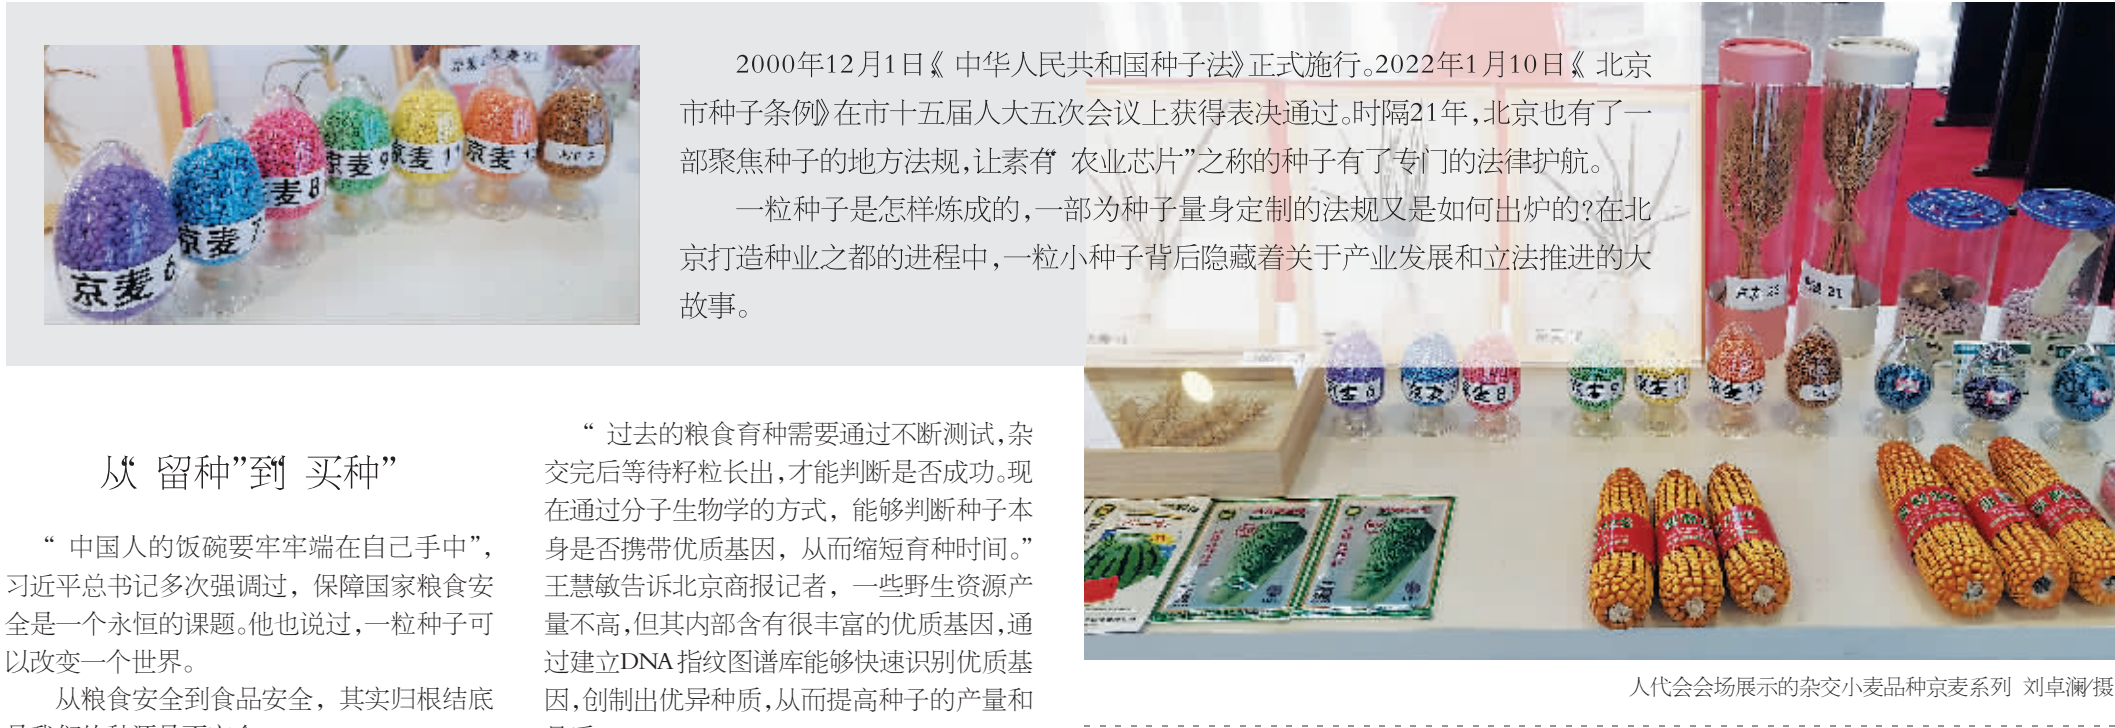 2000年12月1日,《中华人民共和国种子法》正式施行。2022年1月10日,《北京
市种子条例》在市十五届人大五次会议上获得表决通过。时隔21年,北京也有了一
部聚焦种子的地方法规,让素有“农业芯片”之称的种子有了专门的法律护航。
一粒种子是怎样炼成的,一部为种子量身定制的法规又是如何出炉的?在北
京打造种业之都的进程中,一粒小种子背后隐藏着关于产业发展和立法推进的大
故事。
京麦6
京麦7
麦8
京麦9
京麦11
京麦1
从“留种”到“买种”
“中国人的饭碗要牢牢端在自己手中”,
习近平总书记多次强调过,保障国家粮食安
全是一个永恒的课题。他也说过,一粒种子可
以改变一个世界。
从粮食安全到食品安全,其实归根结底
“过去的粮食育种需要通过不断测试,杂
交完后等待籽粒长出,才能判断是否成功。现
在通过分子生物学的方式,能够判断种子本
身是否携带优质基因,从而缩短育种时间。”
王慧敏告诉北京商报记者,一些野生资源产
量不高,但其内部含有很丰富的优质基因,通
过建立DNA指纹图谱库能够快速识别优质基
因,创制出优异种质,从而提高种子的产量和
人代会会场展示的杂交小麦品种京麦系列 刘卓澜/摄